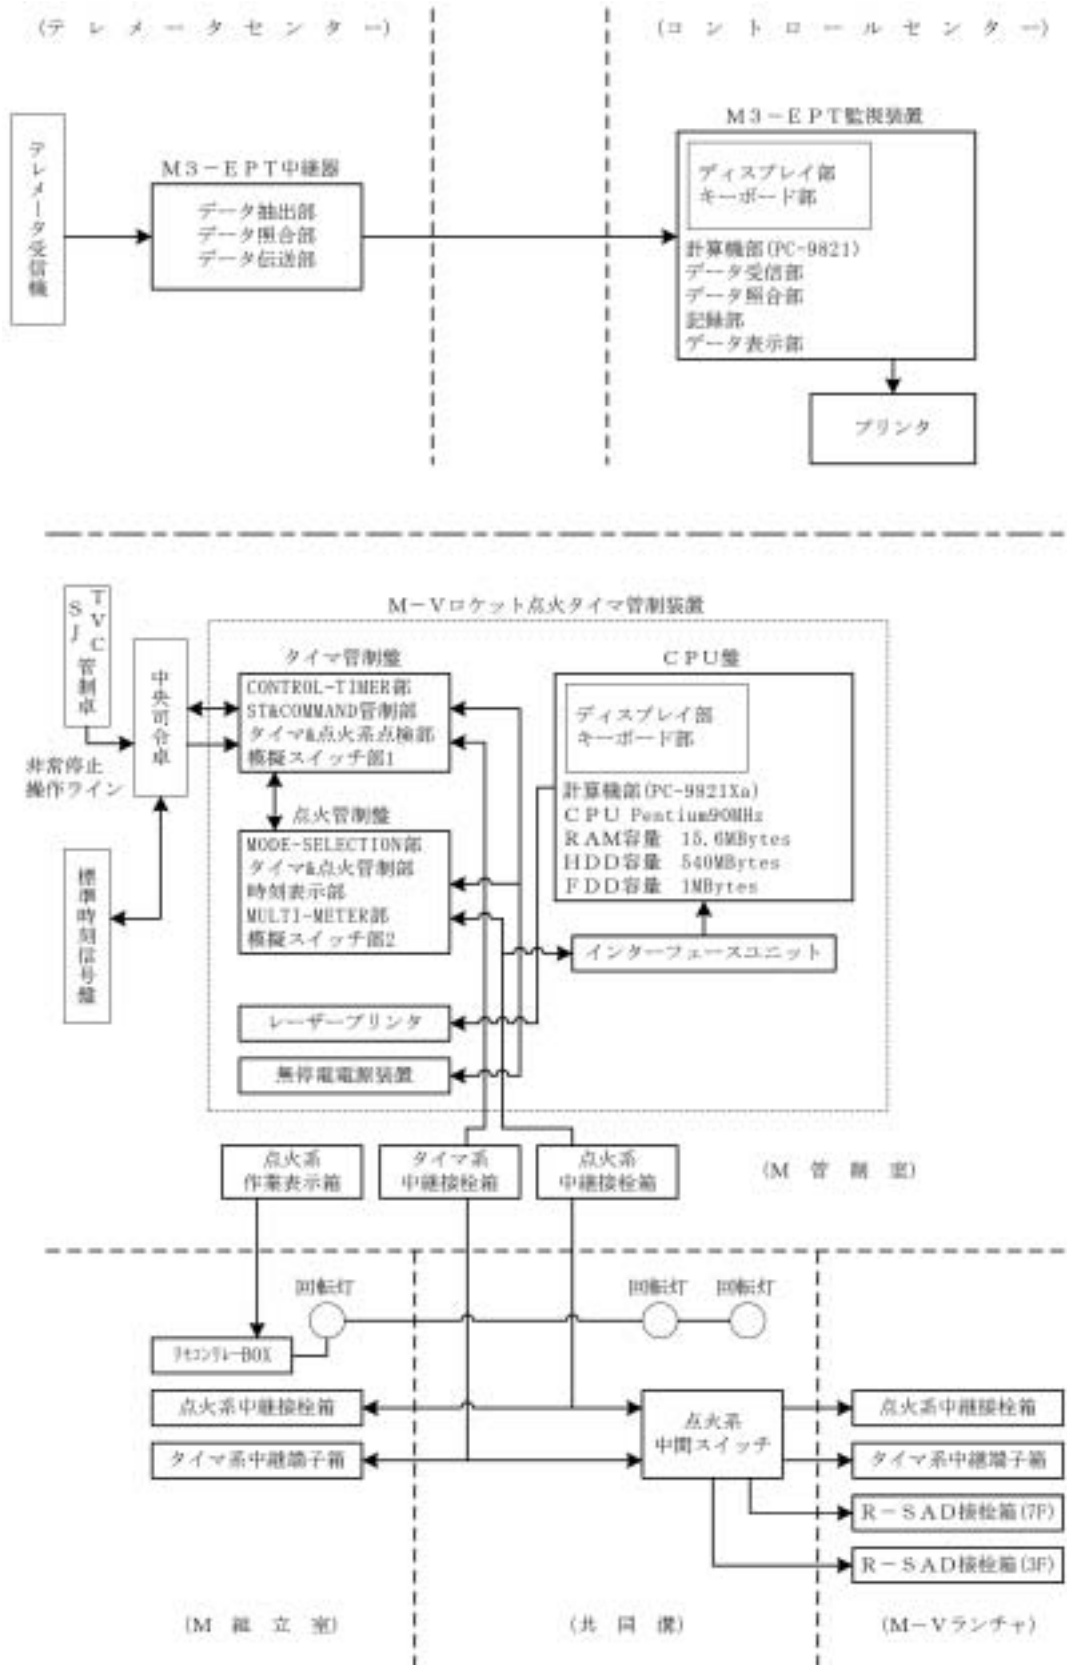 (テレメータセンター)
(コントロールセンター)
テレメータ受信機
M3-EPT中継器
データ抽出部
データ照合部
データ伝送部
M3-EPT監視装置
ディスプレイ部
キーボード部
計算機部(PC-9821)
データ受信部
データ照合部
記録部
データ表示部
プリンタ
TVC
SJ
管制卓
中央司令卓
非常停止
操作ライン
標準時刻信号盤
M-Vロケット点火タイマ管制装置
タイマ管制盤
CONTROL-TIMER部
ST&COMMAND管制部
タイマ&点火系点検部
模擬スイッチ部1
点火管制盤
MODE-SELECTION部
タイマ&点火管制部
時刻表示部
MULTI-METER部
模擬スイッチ部2
CPU盤
ディスプレイ部
キーボード部
計算機部(PC-9821Xa)
CPU Pentium90MHz
RAM容量 15.6MBytes
HDD容量 540MBytes
FDD容量 1MBytes
インターフェースユニット
レーザープリンタ
無停電電源装置
点火系
作業表示箱
タイマ系
中継接栓箱
点火系
中継接栓箱
(M管制室)
回転灯
回転灯
回転灯
リモコンリレーBOX
点火系中継接栓箱
タイマ系中継端子箱
点火系
中間スイッチ
点火系中継接栓箱
タイマ系中継端子箱
R-SAD接栓箱(7F)
R-SAD接栓箱(3F)
(M組立室)
(共同溝)
(M-Vランチャ)